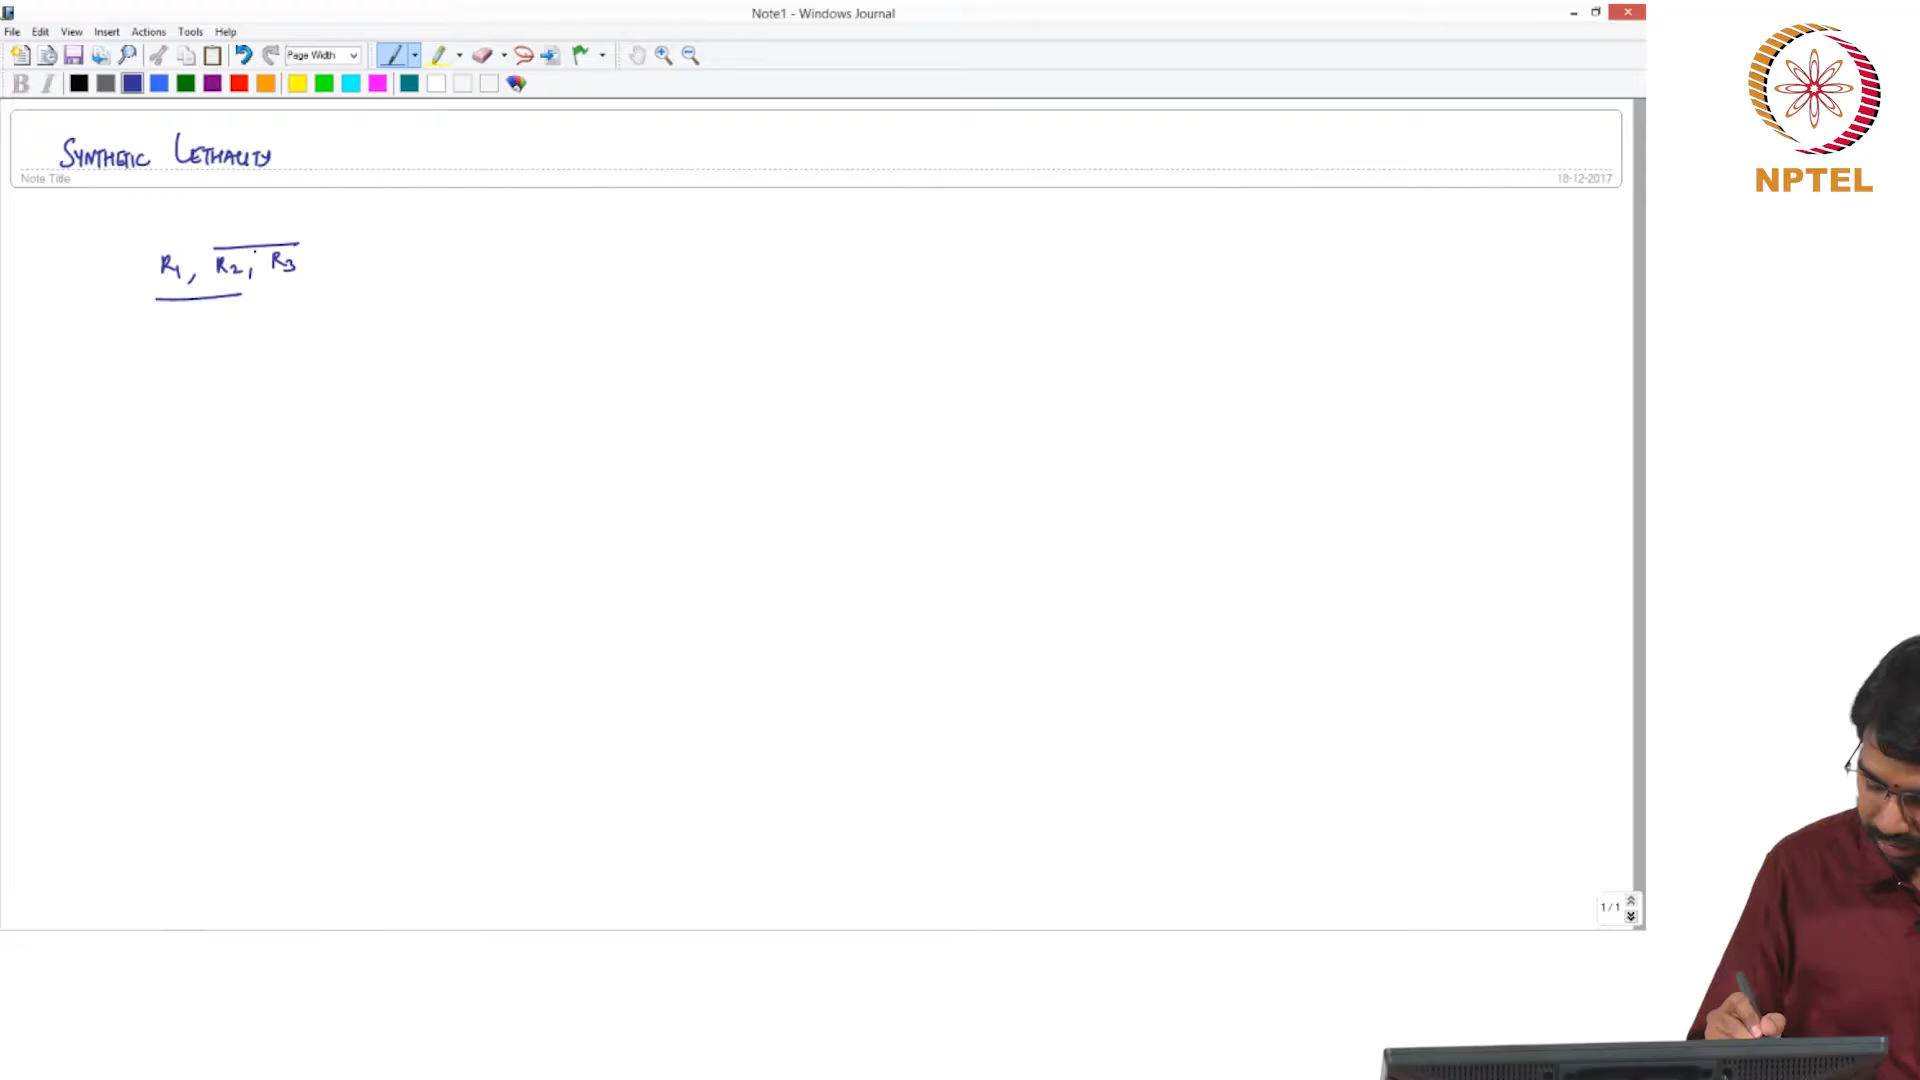 Note1 - Windows Journal
File Edit View Insert Actions Tools Help
Page Width
B I
SYNTHETIC LETHALITY
Note Title
18-12-2017
R1, R2, R3
1 / 1
NPTEL